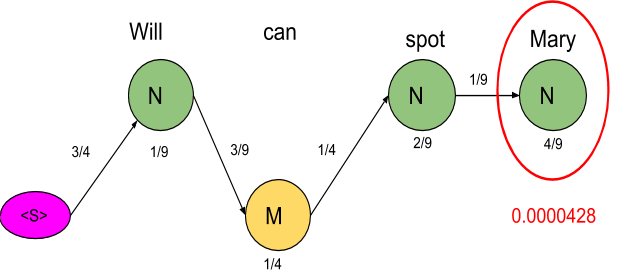 Will can spot Mary
N N N
1/9
3/4 1/9 3/9 1/4 2/9 4/9
<S> M 0.0000428
1/4